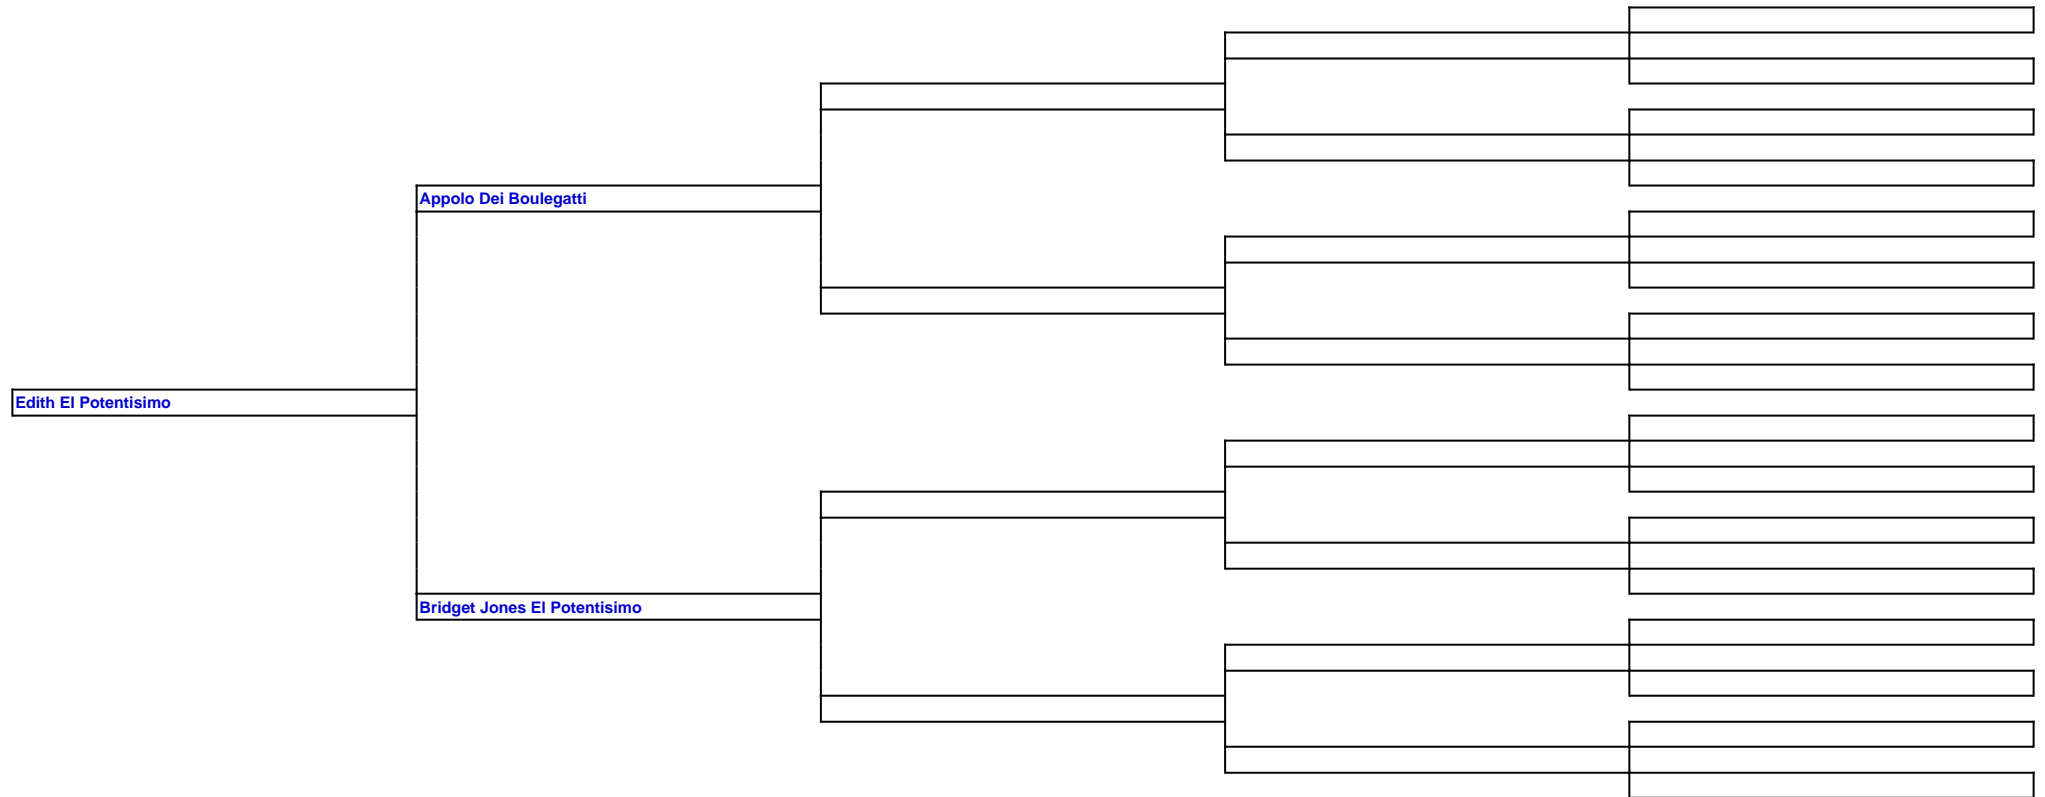 Appolo Dei Boulegatti
Edith El Potentisimo
Bridget Jones El Potentisimo